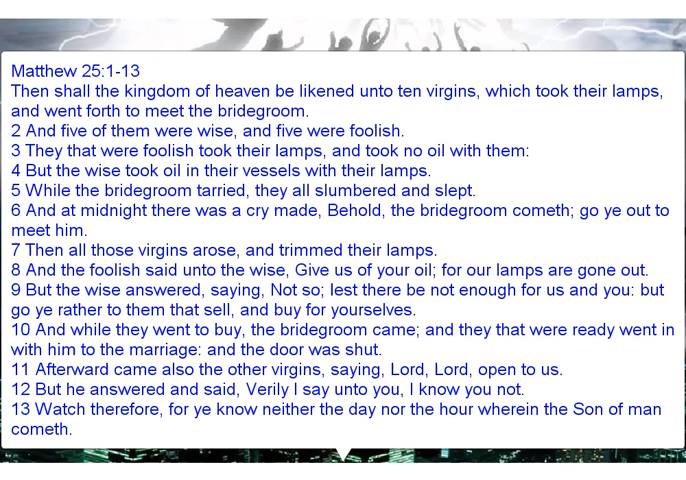 Matthew 25:1-13
Then shall the kingdom of heaven be likened unto ten virgins, which took their lamps,
and went forth to meet the bridegroom.
2 And five of them were wise, and five were foolish.
3 They that were foolish took their lamps, and took no oil with them:
4 But the wise took oil in their vessels with their lamps.
5 While the bridegroom tarried, they all slumbered and slept.
6 And at midnight there was a cry made, Behold, the bridegroom cometh; go ye out to
meet him.
7 Then all those virgins arose, and trimmed their lamps.
8 And the foolish said unto the wise, Give us of your oil; for our lamps are gone out.
9 But the wise answered, saying, Not so; lest there be not enough for us and you: but
go ye rather to them that sell, and buy for yourselves.
10 And while they went to buy, the bridegroom came; and they that were ready went in
with him to the marriage: and the door was shut.
11 Afterward came also the other virgins, saying, Lord, Lord, open to us.
12 But he answered and said, Verily I say unto you, I know you not.
13 Watch therefore, for ye know neither the day nor the hour wherein the Son of man
cometh.